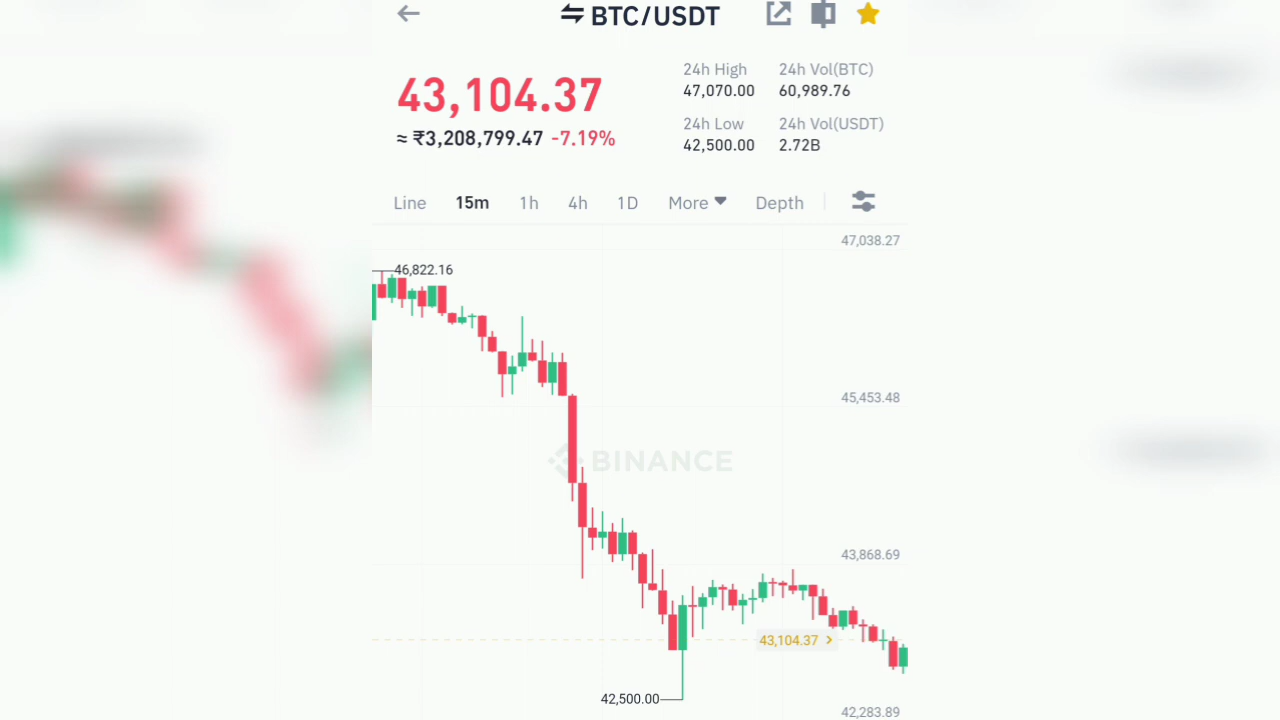 BTC/USDT
43,104.37
≈ ₹3,208,799.47 -7.19%
24h High
47,070.00
24h Vol(BTC)
60,989.76
24h Low
42,500.00
24h Vol(USDT)
2.72B
Line 15m 1h 4h 1D More Depth
47,038.27
46,822.16
45,453.48
BINANCE
43,868.69
43,104.37
42,500.00
42,283.89